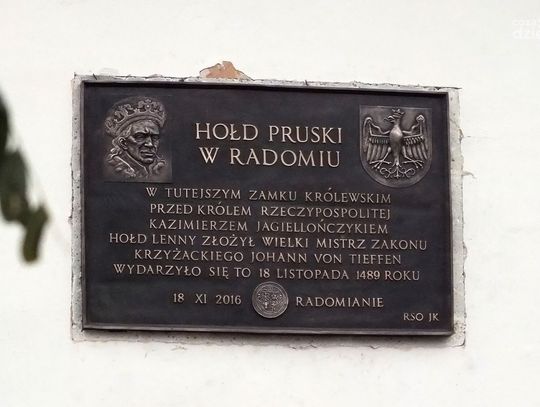 HOŁD PRUSKI
W RADOMIU
W TUTEJSZYM ZAMKU KRÓLEWSKIM
PRZED KRÓLEM RZECZYPOSPOLITEJ
KAZIMIERZEM JAGIELLOŃCZYKIEM
HOŁD LENNY ZŁOŻYŁ WIELKI MISTRZ ZAKONU
KRZYŻACKIEGO JOHANN VON TIEFFEN
WYDARZYŁO SIĘ TO 18 LISTOPADA 1489 ROKU
18 XI 2016 RADOMIANIE
RSO JK